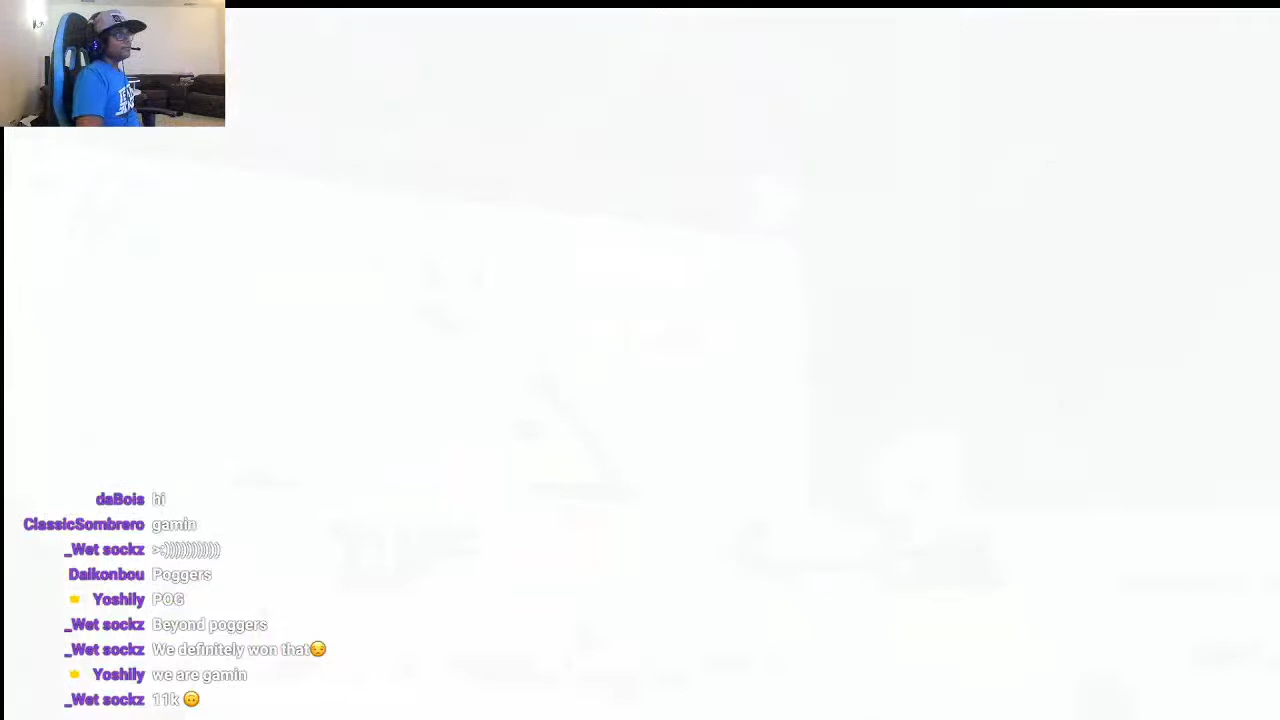 daBois hi
ClassicSombrero gamin
_Wet sockz >:))))))))))
Daikonbou Poggers
Yoshily POG
_Wet sockz Beyond poggers
_Wet sockz We definitely won that😏
Yoshily we are gamin
_Wet sockz 11k 🙃